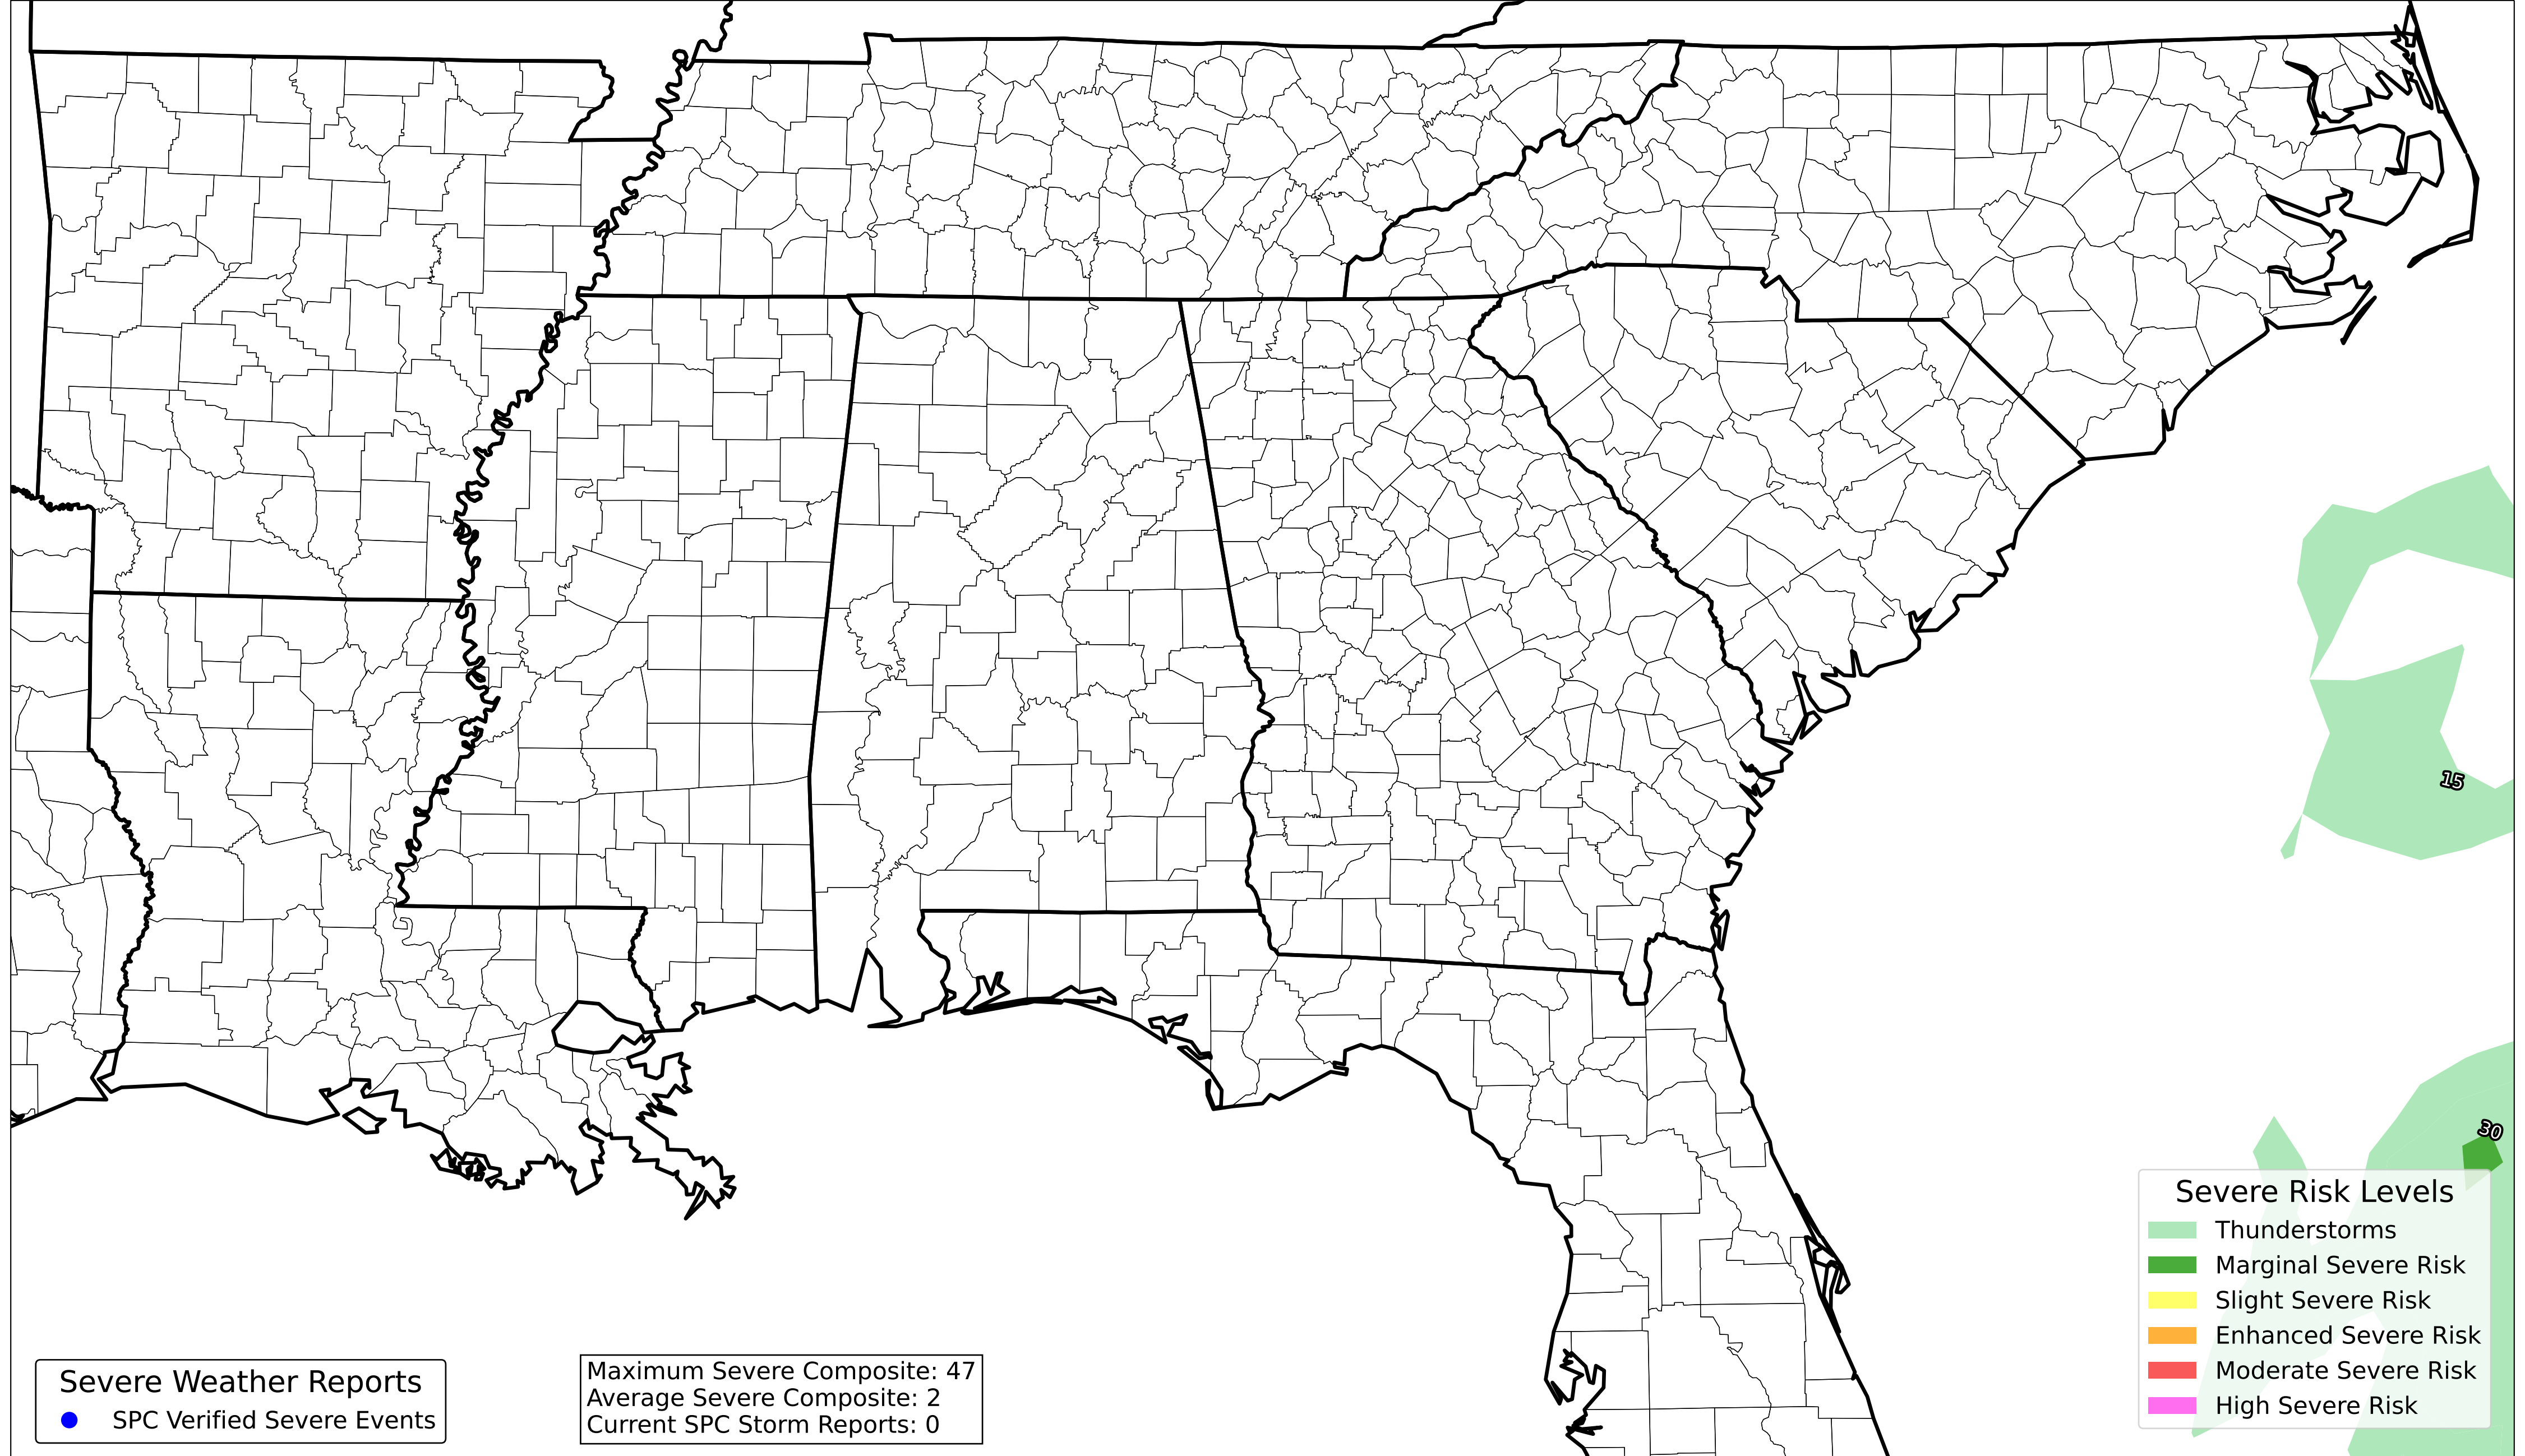 15
30
Severe Risk Levels
Thunderstorms
Marginal Severe Risk
Slight Severe Risk
Enhanced Severe Risk
Moderate Severe Risk
High Severe Risk
Severe Weather Reports
SPC Verified Severe Events
Maximum Severe Composite: 47
Average Severe Composite: 2
Current SPC Storm Reports: 0